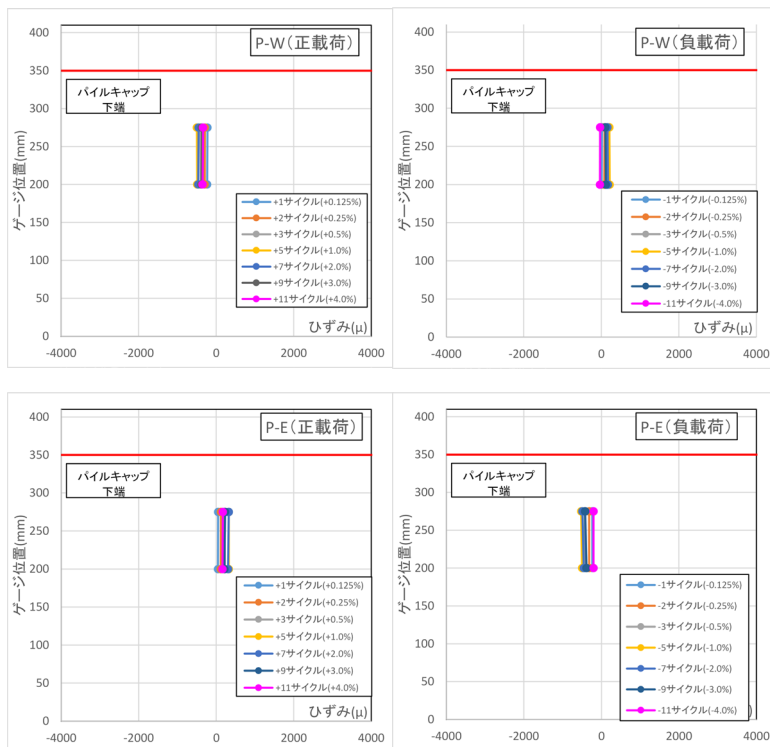 P-W(正載荷)
400
350
300
250
200
150
100
50
0
ゲージ位置(mm)
パイルキャップ
下端
+1サイクル(+0.125%)
+2サイクル(+0.25%)
+3サイクル(+0.5%)
+5サイクル(+1.0%)
+7サイクル(+2.0%)
+9サイクル(+3.0%)
+11サイクル(+4.0%)
ひずみ(μ)
-4000 -2000 0 2000 4000
P-W(負載荷)
400
350
300
250
200
150
100
50
0
ゲージ位置(mm)
パイルキャップ
下端
-1サイクル(-0.125%)
-2サイクル(-0.25%)
-3サイクル(-0.5%)
-5サイクル(-1.0%)
-7サイクル(-2.0%)
-9サイクル(-3.0%)
-11サイクル(-4.0%)
ひずみ(μ)
-4000 -2000 0 2000 4000
P-E(正載荷)
400
350
300
250
200
150
100
50
0
ゲージ位置(mm)
パイルキャップ
下端
+1サイクル(+0.125%)
+2サイクル(+0.25%)
+3サイクル(+0.5%)
+5サイクル(+1.0%)
+7サイクル(+2.0%)
+9サイクル(+3.0%)
+11サイクル(+4.0%)
ひずみ(μ)
-4000 -2000 0 2000 4000
P-E(負載荷)
400
350
300
250
200
150
100
50
0
ゲージ位置(mm)
パイルキャップ
下端
-1サイクル(-0.125%)
-2サイクル(-0.25%)
-3サイクル(-0.5%)
-5サイクル(-1.0%)
-7サイクル(-2.0%)
-9サイクル(-3.0%)
-11サイクル(-4.0%)
-4000 -2000 0 2000 4000